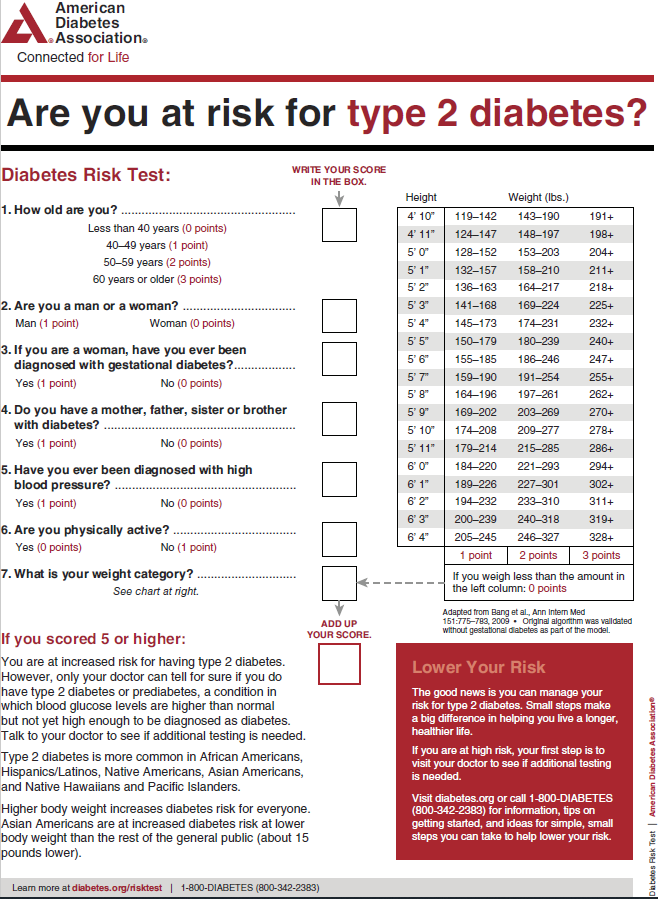 American
Diabetes
Association®
Connected for Life
Are you at risk for type 2 diabetes?
Diabetes Risk Test:
WRITE YOUR SCORE
IN THE BOX.
1. How old are you? ................................................
Less than 40 years (0 points)
40–49 years (1 point)
50–59 years (2 points)
60 years or older (3 points)
2. Are you a man or a woman? ...............................
Man (1 point) Woman (0 points)
3. If you are a woman, have you ever been
diagnosed with gestational diabetes?.................
Yes (1 point) No (0 points)
4. Do you have a mother, father, sister or brother
with diabetes? .....................................................
Yes (1 point) No (0 points)
5. Have you ever been diagnosed with high
blood pressure? ..................................................
Yes (1 point) No (0 points)
6. Are you physically active? ..................................
Yes (0 points) No (1 point)
7. What is your weight category? ...........................
See chart at right.
ADD UP
YOUR SCORE.
Height Weight (lbs.)
4’ 10” 119–142 143–190 191+
4’ 11” 124–147 148–197 198+
5’ 0” 128–152 153–203 204+
5’ 1” 132–157 158–210 211+
5’ 2” 136–163 164–217 218+
5’ 3” 141–168 169–224 225+
5’ 4” 145–173 174–231 232+
5’ 5” 150–179 180–239 240+
5’ 6” 155–185 186–246 247+
5’ 7” 159–190 191–254 255+
5’ 8” 164–196 197–261 262+
5’ 9” 169–202 203–269 270+
5’ 10” 174–208 209–277 278+
5’ 11” 179–214 215–285 286+
6’ 0” 184–220 221–293 294+
6’ 1” 189–226 227–301 302+
6’ 2” 194–232 233–310 311+
6’ 3” 200–239 240–318 319+
6’ 4” 205–245 246–327 328+
1 point 2 points 3 points
If you weigh less than the amount in
the left column: 0 points
Adapted from Bang et al., Ann Intern Med
151:775–783, 2009 • Original algorithm was validated
without gestational diabetes as part of the model.
If you scored 5 or higher:
You are at increased risk for having type 2 diabetes.
However, only your doctor can tell for sure if you do
have type 2 diabetes or prediabetes, a condition in
which blood glucose levels are higher than normal
but not yet high enough to be diagnosed as diabetes.
Talk to your doctor to see if additional testing is needed.
Type 2 diabetes is more common in African Americans,
Hispanics/Latinos, Native Americans, Asian Americans,
and Native Hawaiians and Pacific Islanders.
Higher body weight increases diabetes risk for everyone.
Asian Americans are at increased diabetes risk at lower
body weight than the rest of the general public (about 15
pounds lower).
Lower Your Risk
The good news is you can manage your
risk for type 2 diabetes. Small steps make
a big difference in helping you live a longer,
healthier life.
If you are at high risk, your first step is to
visit your doctor to see if additional testing
is needed.
Visit diabetes.org or call 1-800-DIABETES
(800-342-2383) for information, tips on
getting started, and ideas for simple, small
steps you can take to help lower your risk.
Diabetes Risk Test | American Diabetes Association®
Learn more at diabetes.org/risktest | 1-800-DIABETES (800-342-2383)